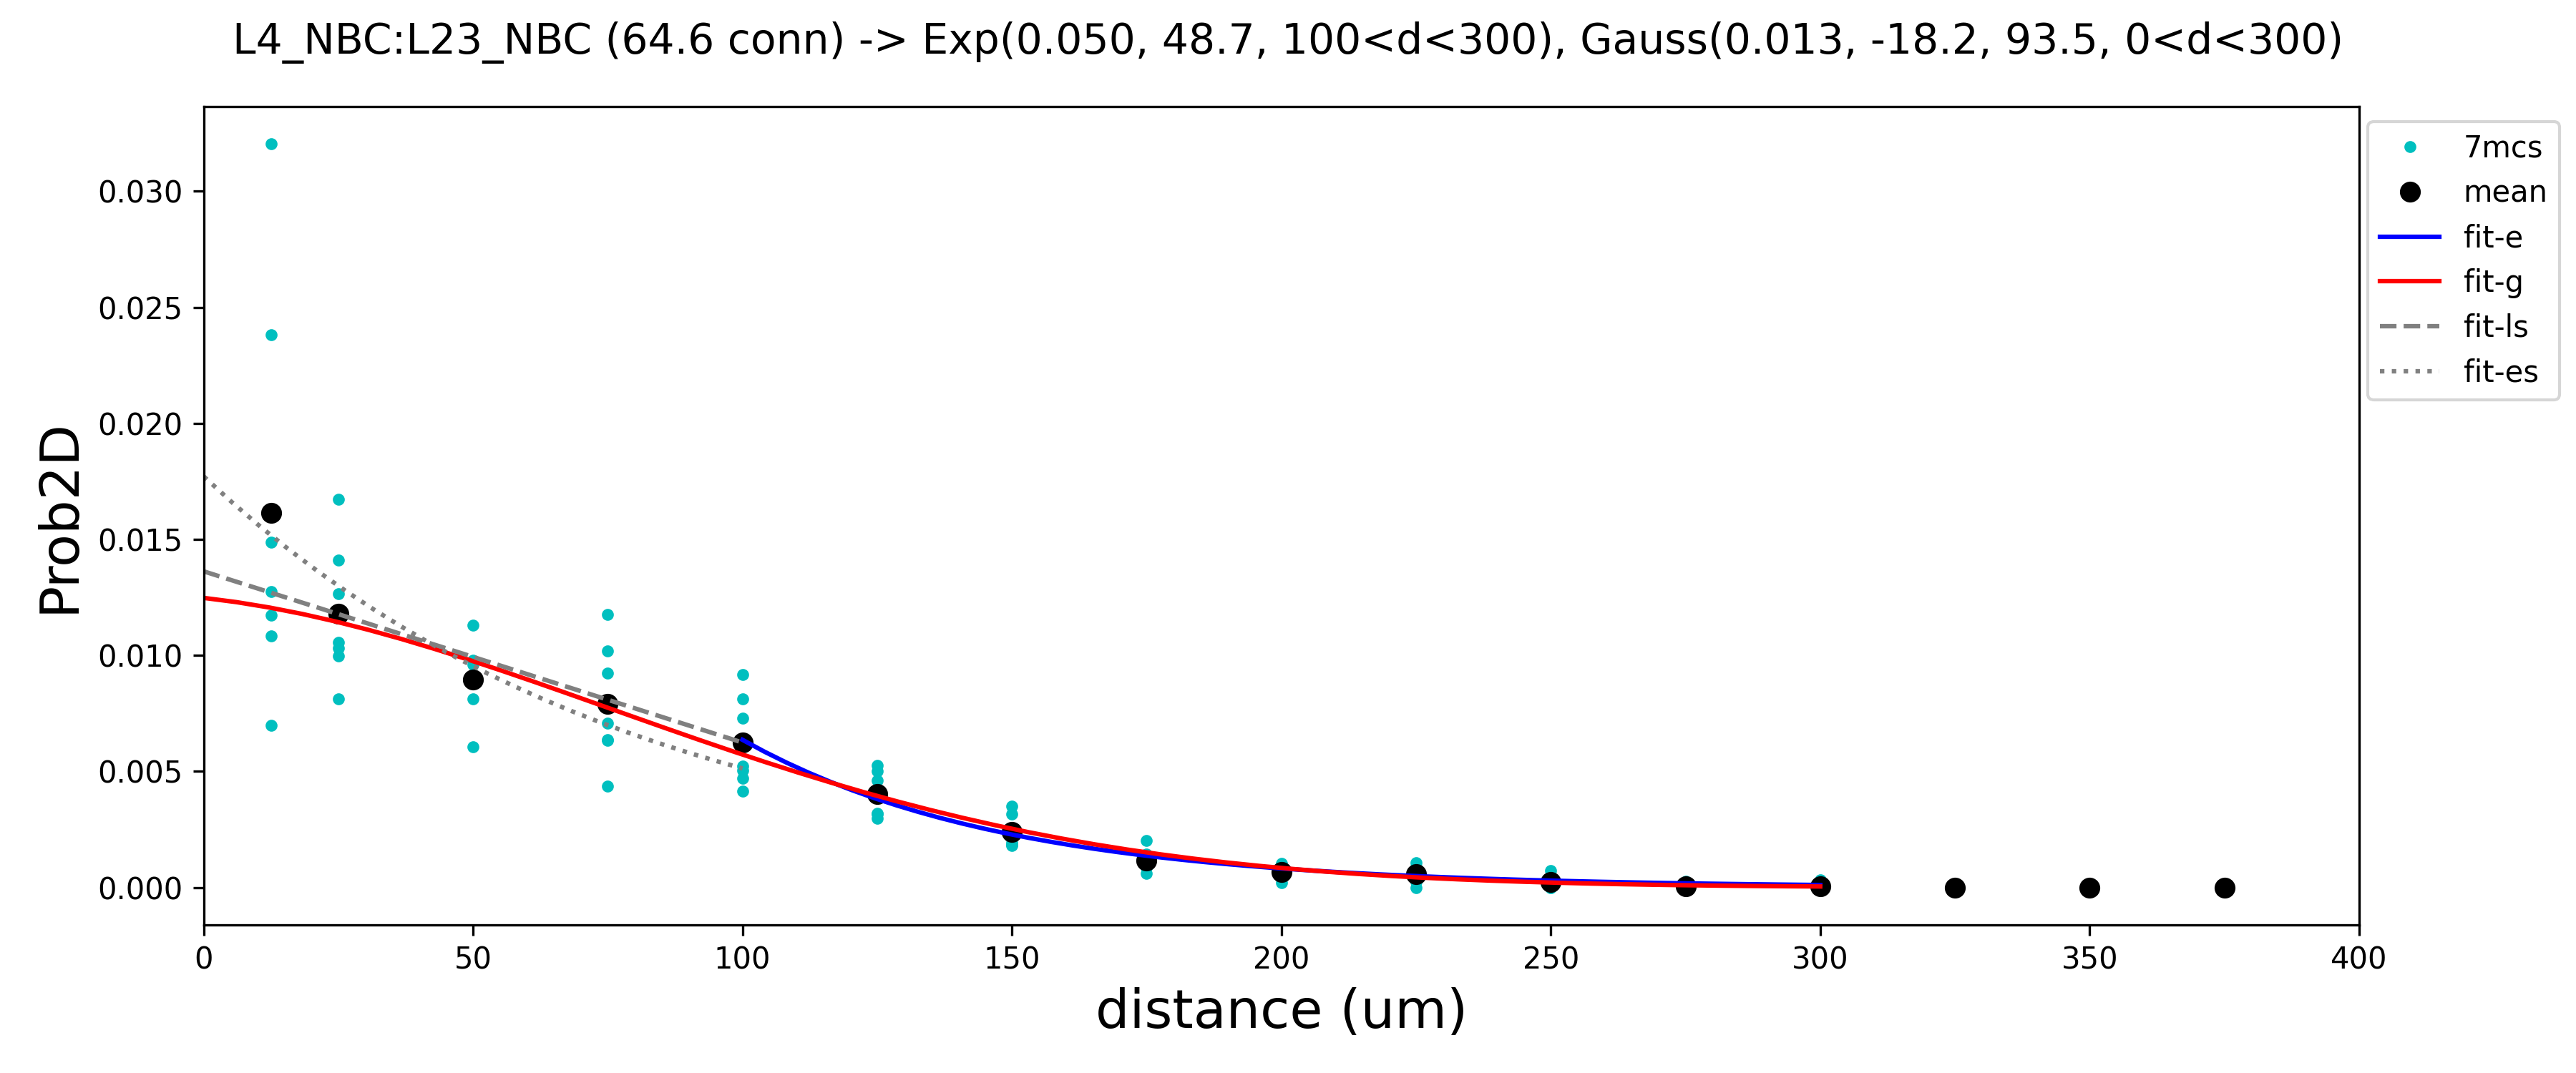 L4_NBC:L23_NBC (64.6 conn) -> Exp(0.050, 48.7, 100<d<300), Gauss(0.013, -18.2, 93.5, 0<d<300)
7mcs
mean
fit-e
fit-g
fit-ls
fit-es
Prob2D
0.030
0.025
0.020
0.015
0.010
0.005
0.000
0 50 100 150 200 250 300 350 400
distance (um)